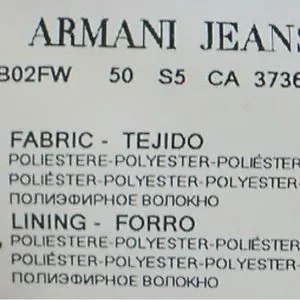 ARMANI JEANS
B02FW 50 S5 CA 3736
FABRIC - TEJIDO
POLIESTERE-POLYESTER-POLIÉSTER
POLIÉSTER-POLYESTER-POLYESTER-
ПОЛИЭФИРНОЕ ВОЛОКНО
LINING - FORRO
POLIESTERE-POLYESTER-POLIÉSTER
POLIÉSTER-POLYESTER-POLYESTER-
ПОЛИЭФИРНОЕ ВОЛОКНО